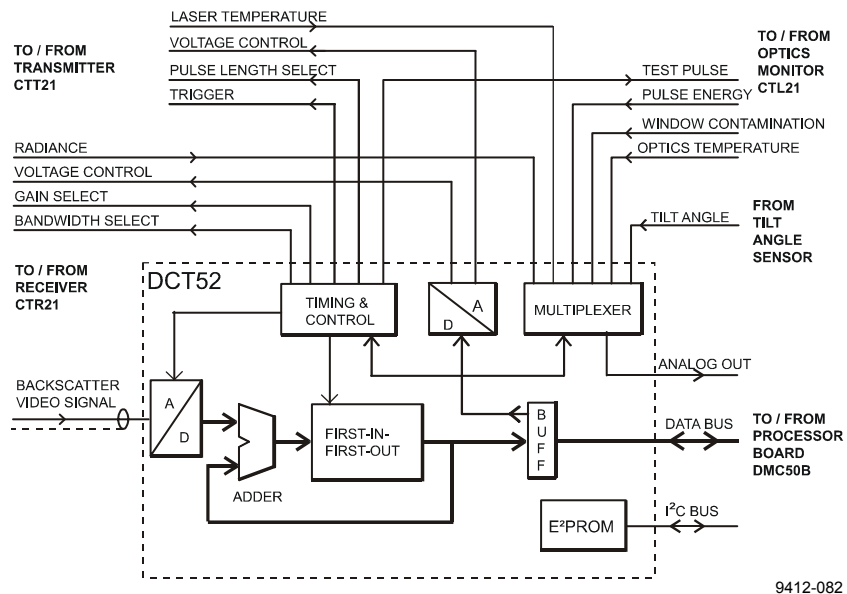 LASER TEMPERATURE
TO / FROM
TRANSMITTER
CTT21
VOLTAGE CONTROL
PULSE LENGTH SELECT
TRIGGER
TO / FROM
OPTICS
MONITOR
CTL21
TEST PULSE
PULSE ENERGY
WINDOW CONTAMINATION
OPTICS TEMPERATURE
RADIANCE
VOLTAGE CONTROL
GAIN SELECT
BANDWIDTH SELECT
TILT ANGLE
FROM
TILT
ANGLE
SENSOR
TO / FROM
RECEIVER
CTR21
DCT52
TIMING &
CONTROL
A
D
MULTIPLEXER
ANALOG OUT
BACKSCATTER
VIDEO SIGNAL
A
D
ADDER
FIRST-IN-
FIRST-OUT
B
U
F
F
DATA BUS
TO / FROM
PROCESSOR
BOARD
DMC50B
E²PROM
I²C BUS
9412-082